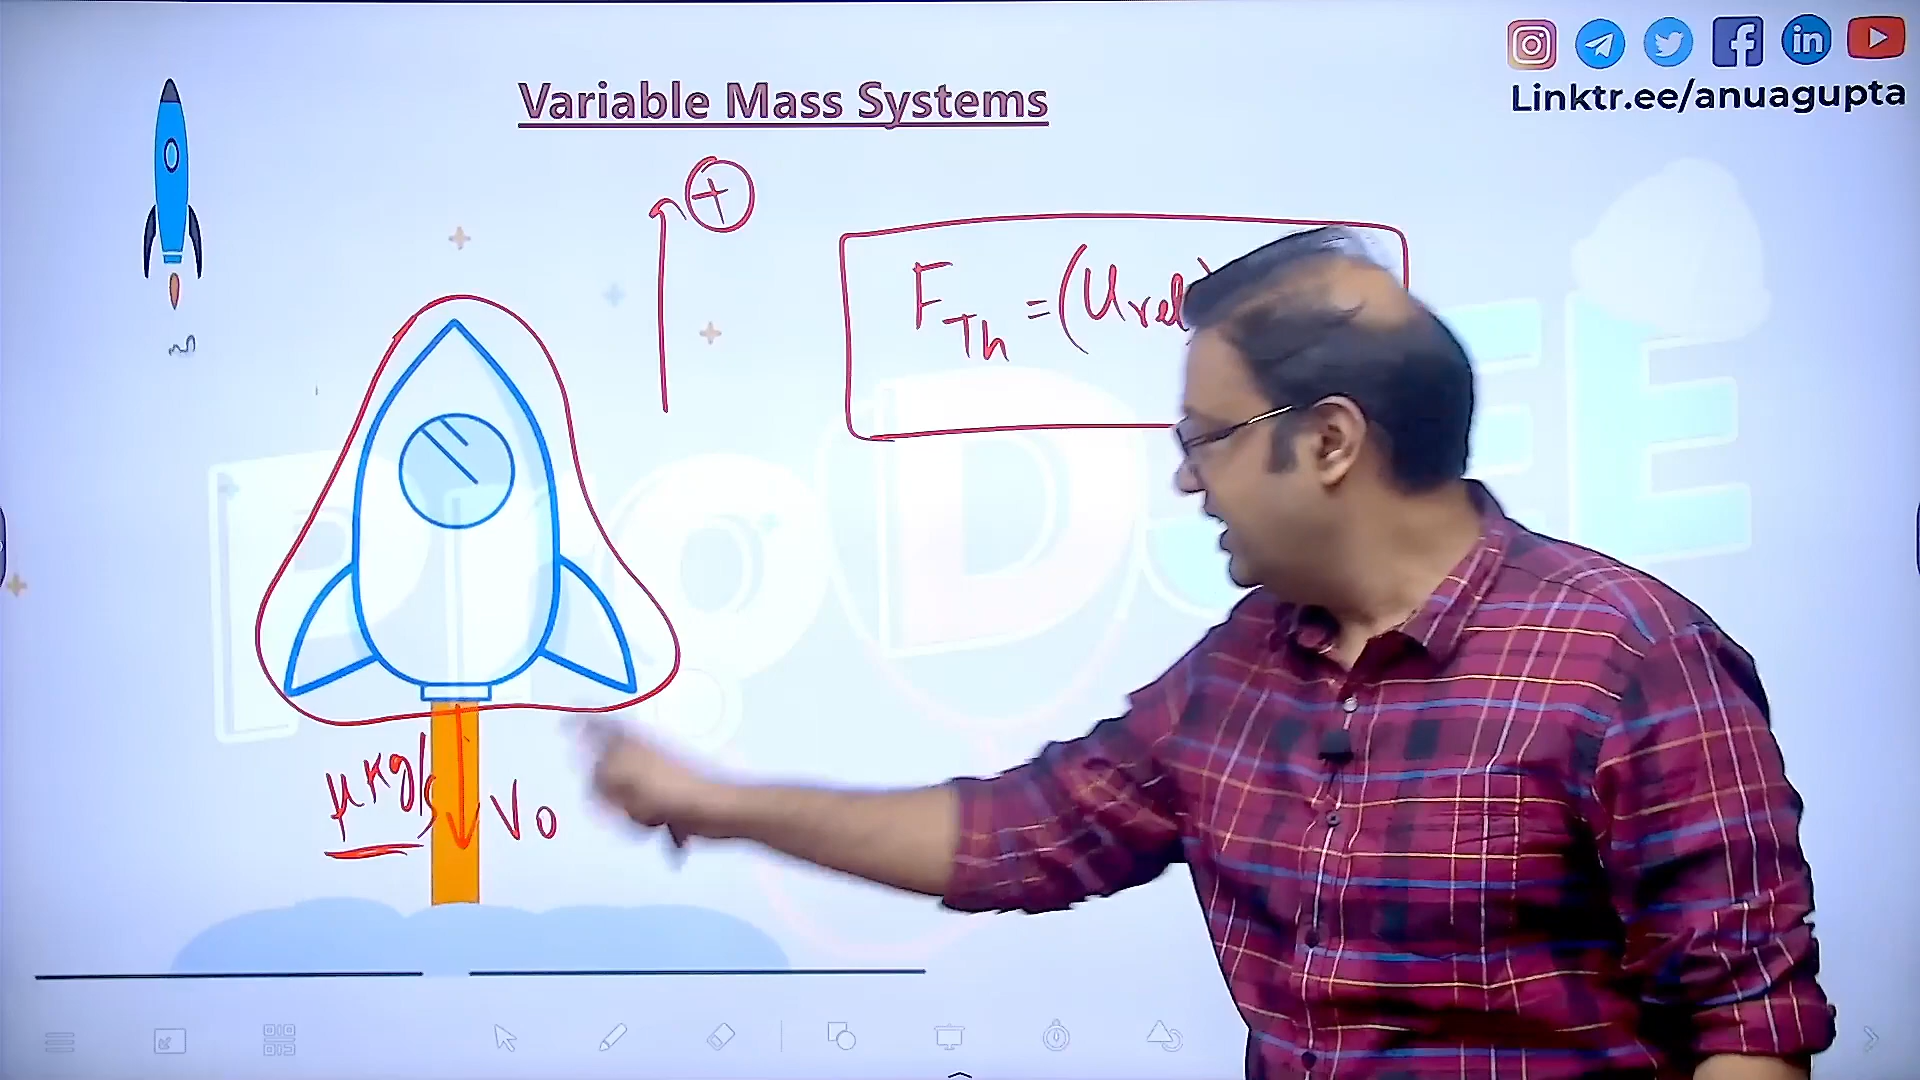 Linktr.ee/anuagupta
Variable Mass Systems
+
F_Th = (U_rel)
μ kg/s
V0